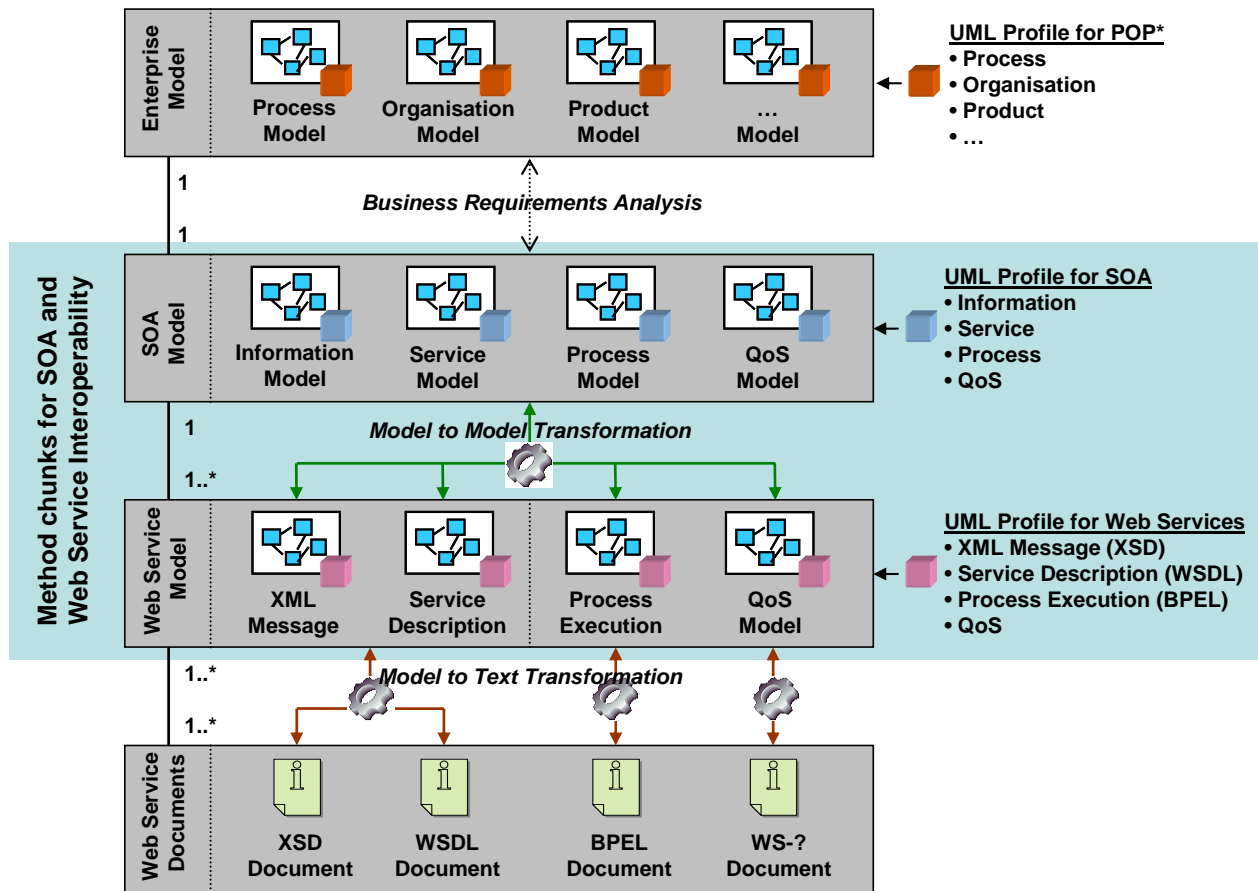 Enterprise
Model
Process
Model
Organisation
Model
Product
Model
…
Model
UML Profile for POP*
• Process
• Organisation
• Product
• …
1
Business Requirements Analysis
1
Method chunks for SOA and
Web Service Interoperability
SOA
Model
Information
Model
Service
Model
Process
Model
QoS
Model
UML Profile for SOA
• Information
• Service
• Process
• QoS
1
Model to Model Transformation
1..*
Web Service
Model
XML
Message
Service
Description
Process
Execution
QoS
Model
UML Profile for Web Services
• XML Message (XSD)
• Service Description (WSDL)
• Process Execution (BPEL)
• QoS
1..*
Model to Text Transformation
1..*
Web Service
Documents
i
XSD
Document
i
WSDL
Document
i
BPEL
Document
i
WS-?
Document